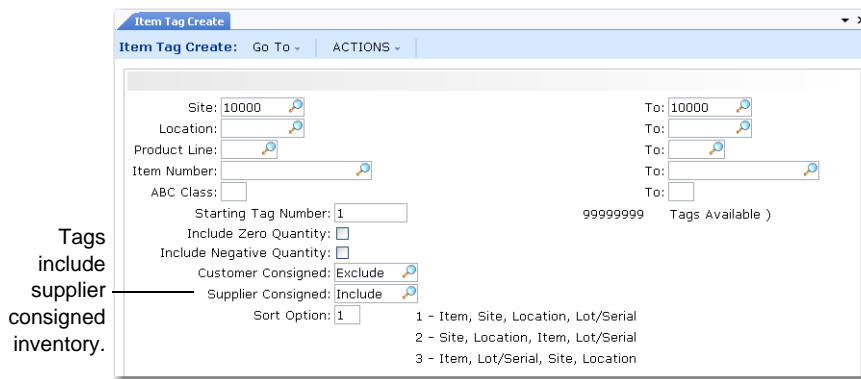 Item Tag Create
Item Tag Create: Go To ACTIONS
Site: 10000 To: 10000
Location: To:
Product Line: To:
Item Number: To:
ABC Class: To:
Starting Tag Number: 1 99999999 Tags Available )
Include Zero Quantity:
Include Negative Quantity:
Customer Consigned: Exclude
Supplier Consigned: Include
Sort Option: 1 1 - Item, Site, Location, Lot/Serial
2 - Site, Location, Item, Lot/Serial
3 - Item, Lot/Serial, Site, Location
Tags
include
supplier
consigned
inventory.